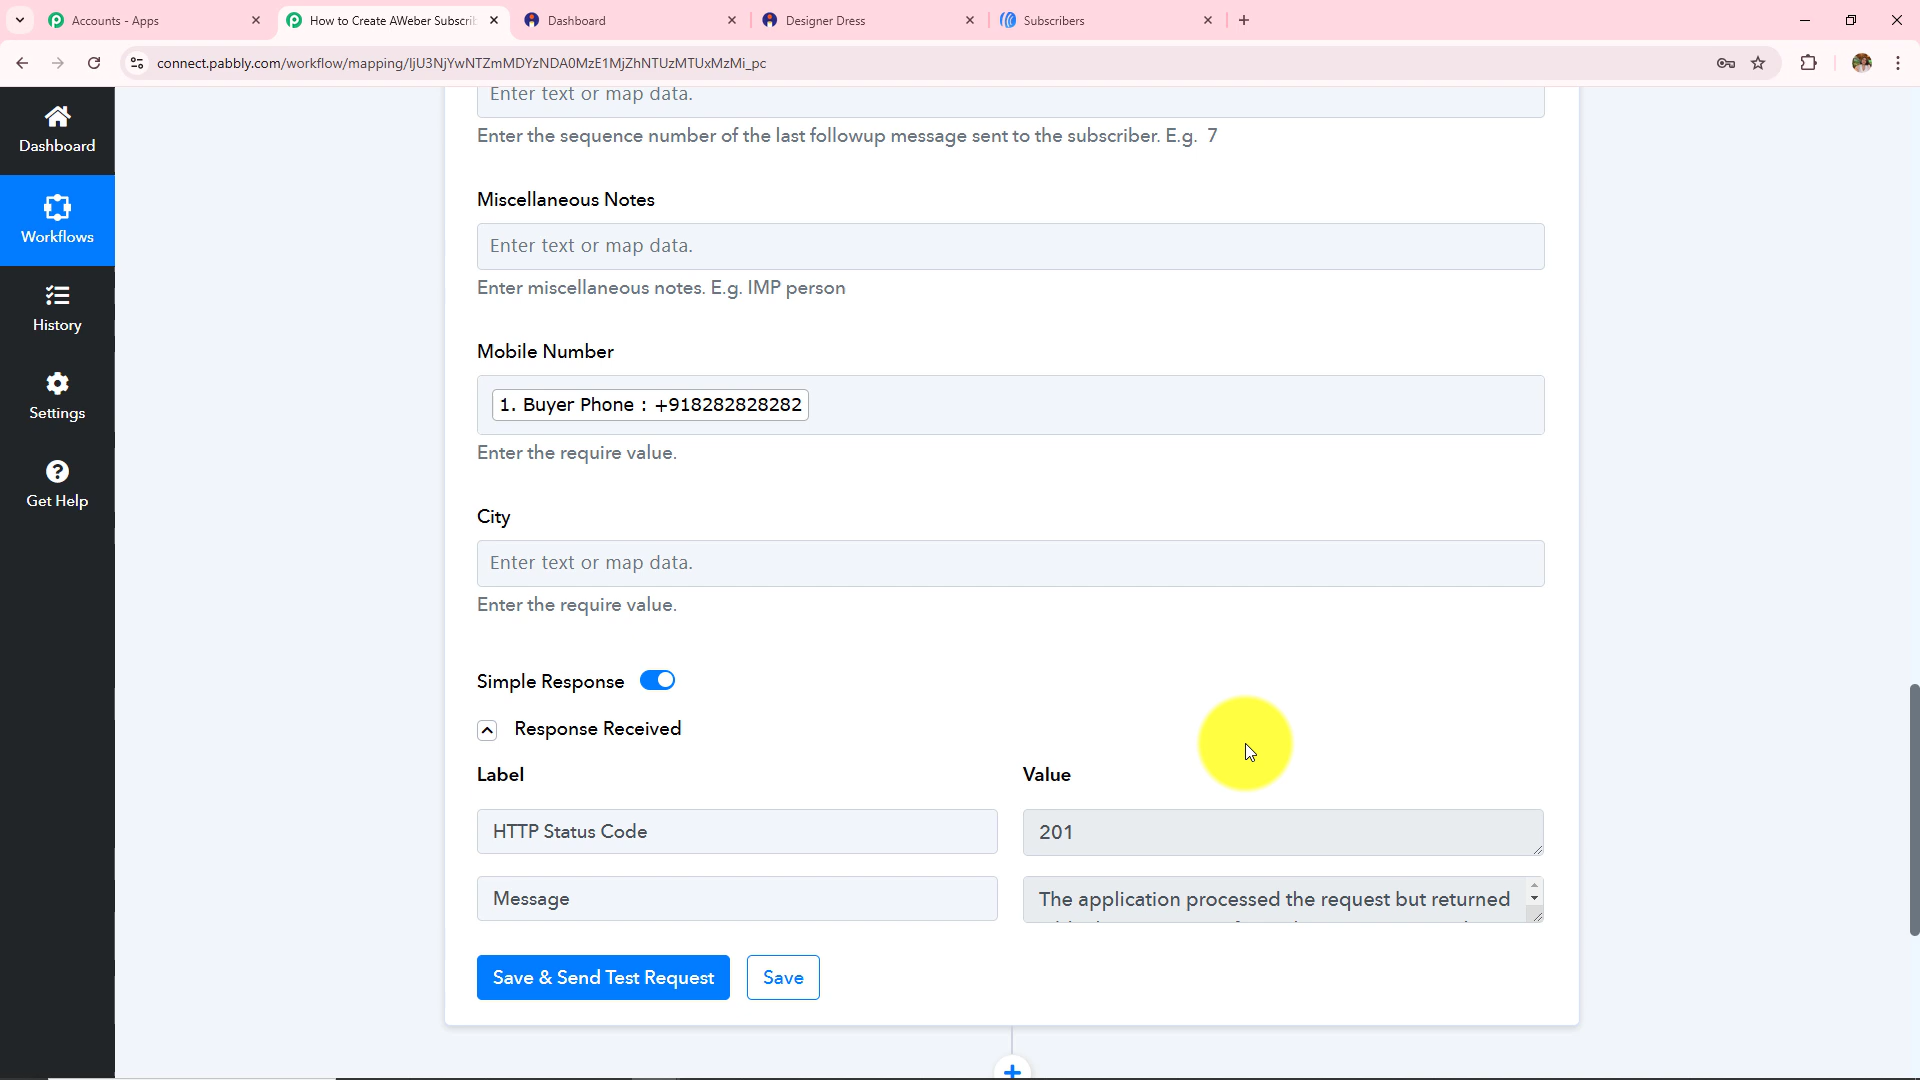 Accounts - Apps
How to Create AWeber Subscrib
Dashboard
Designer Dress
Subscribers
connect.pabbly.com/workflow/mapping/IjU3NjYwNTZmMDYzNDA0MzE1MjZhNTUzMTUxMzMi_pc
Dashboard
Workflows
History
Settings
Get Help
Enter text or map data.
Enter the sequence number of the last followup message sent to the subscriber. E.g. 7
Miscellaneous Notes
Enter text or map data.
Enter miscellaneous notes. E.g. IMP person
Mobile Number
1. Buyer Phone : +918282828282
Enter the require value.
City
Enter text or map data.
Enter the require value.
Simple Response
Response Received
Label
Value
HTTP Status Code
201
Message
The application processed the request but returned
Save & Send Test Request
Save